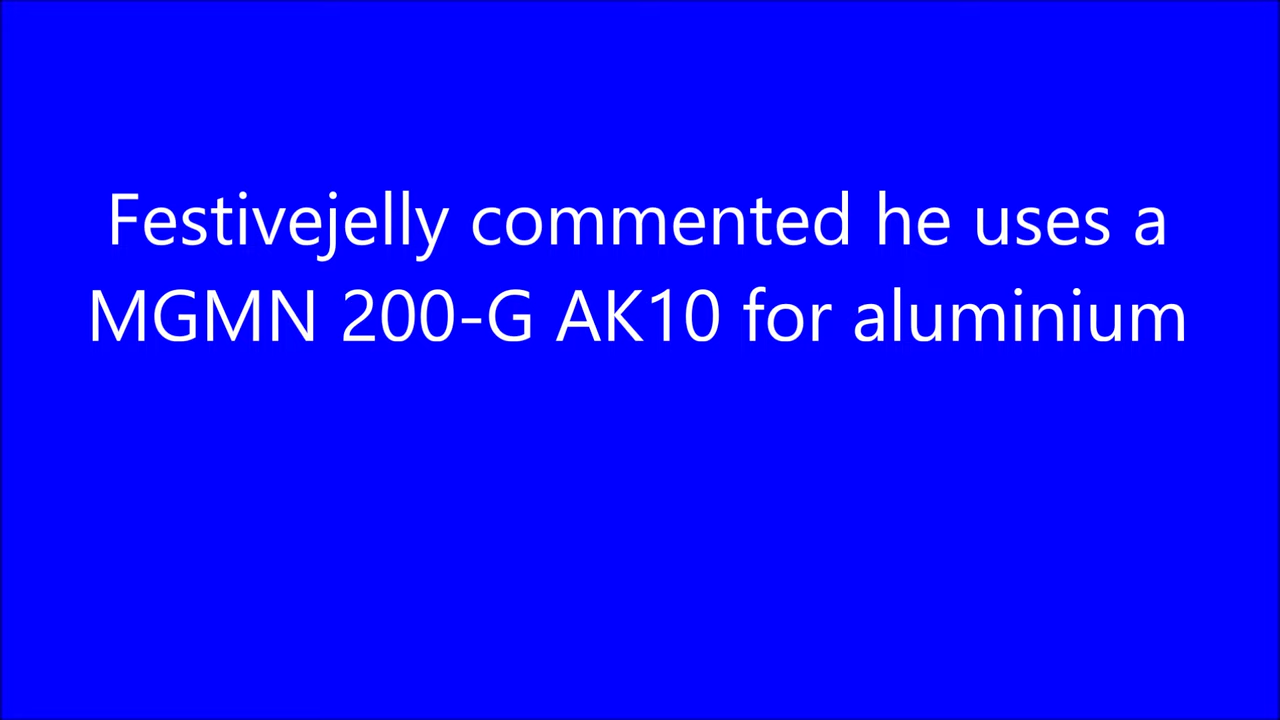 Festivejelly commented he uses a
MGMN 200-G AK10 for aluminium